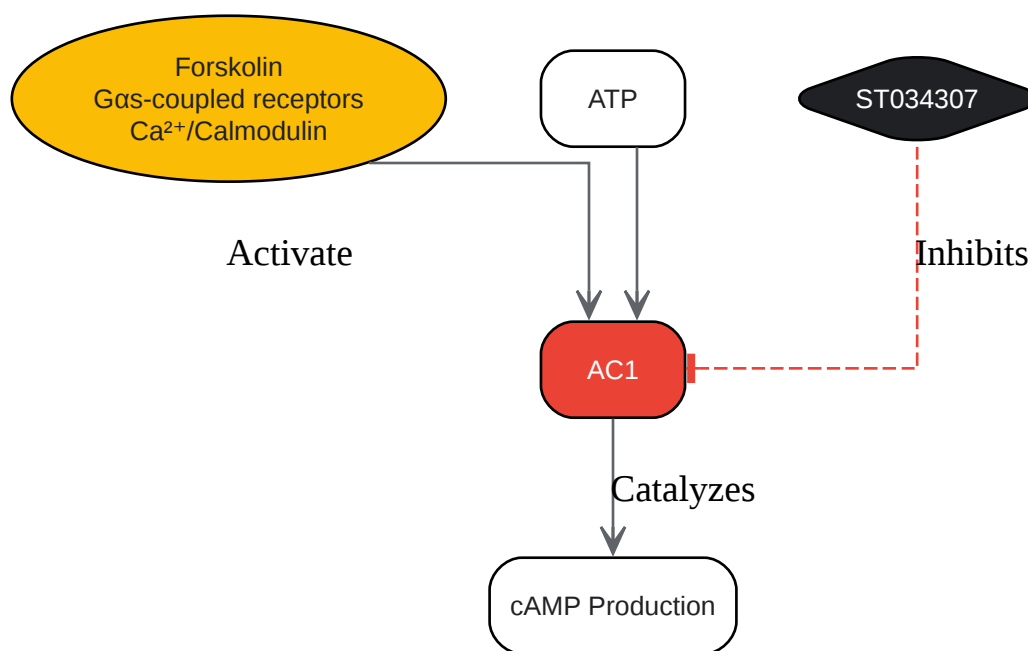 Forskolin
Gαs-coupled receptors
Ca²⁺/Calmodulin
ATP
ST034307
Activate
Inhibits
AC1
Catalyzes
cAMP Production